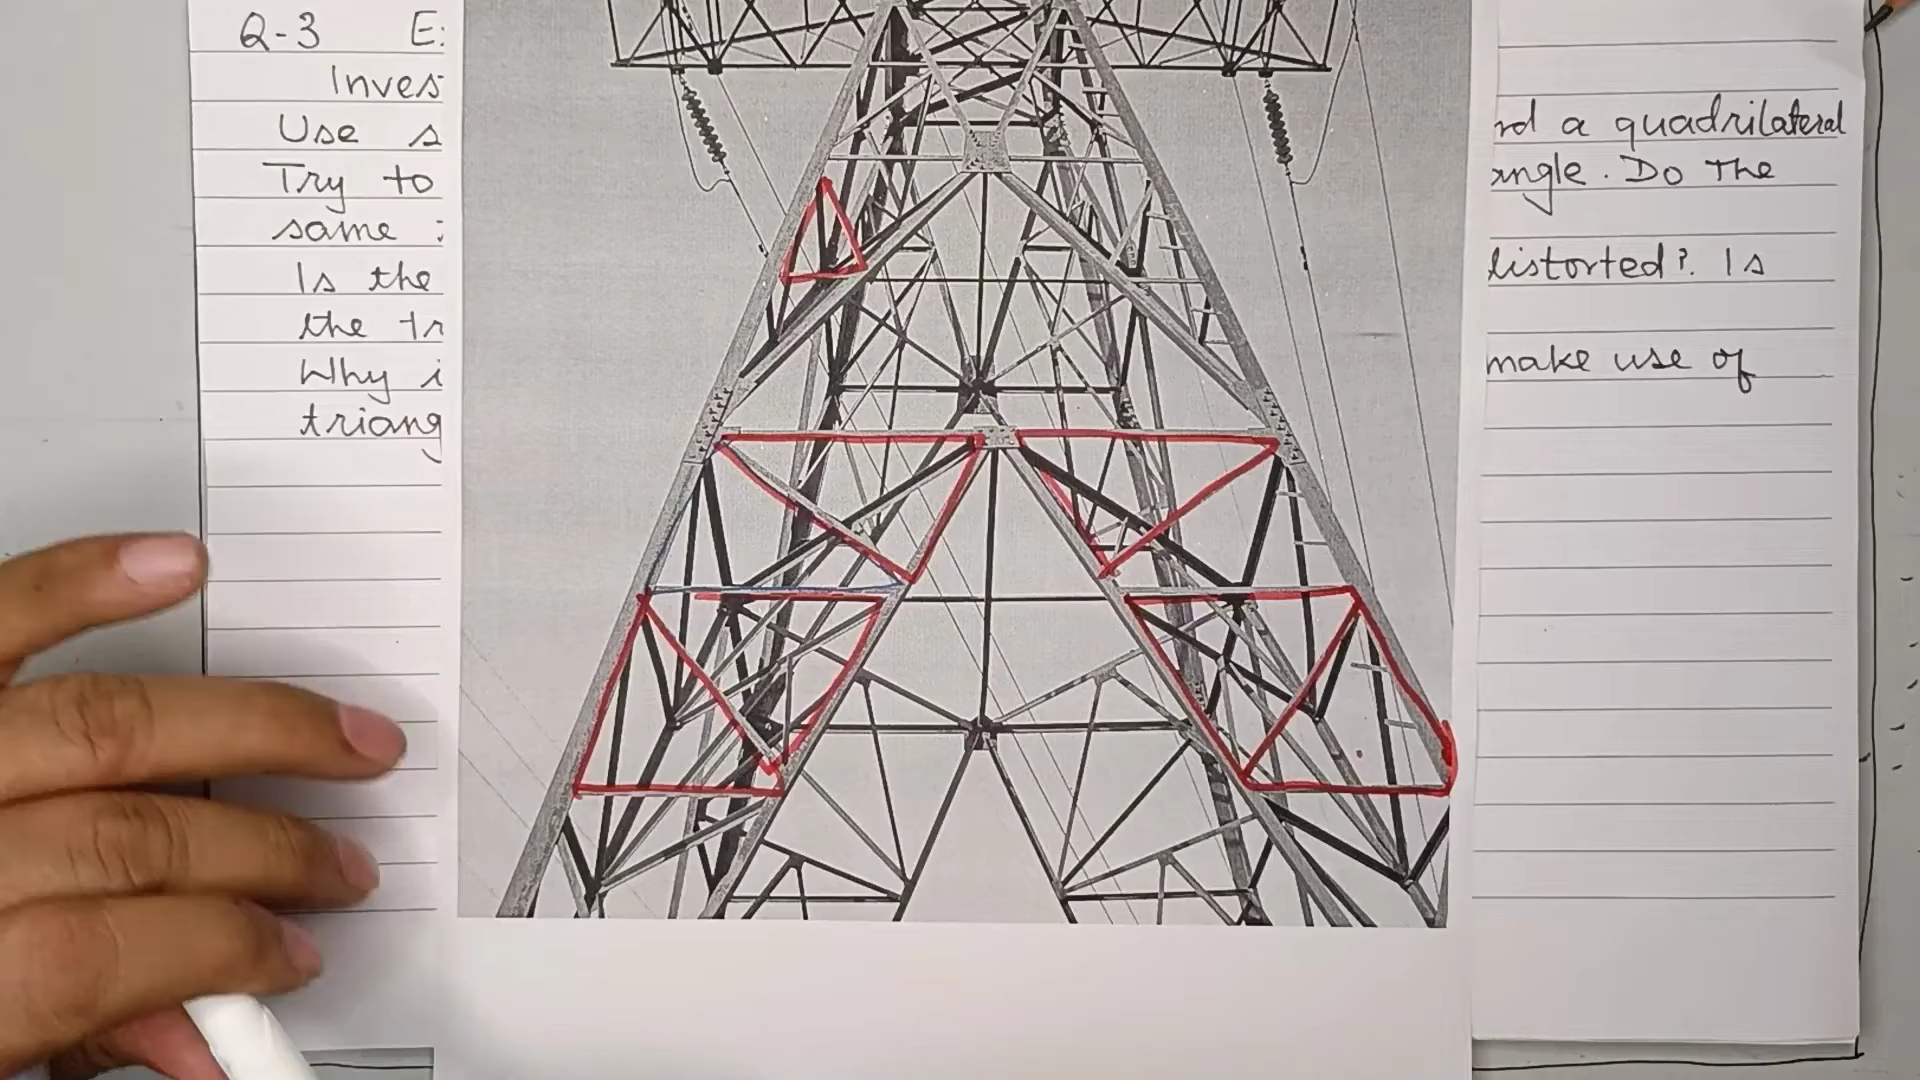 Q-3 E:
Inves
Use s
Try to
same :
Is the
the tr
Why i
triang
nd a quadrilateral
angle. Do The
distorted?. Is
make use of